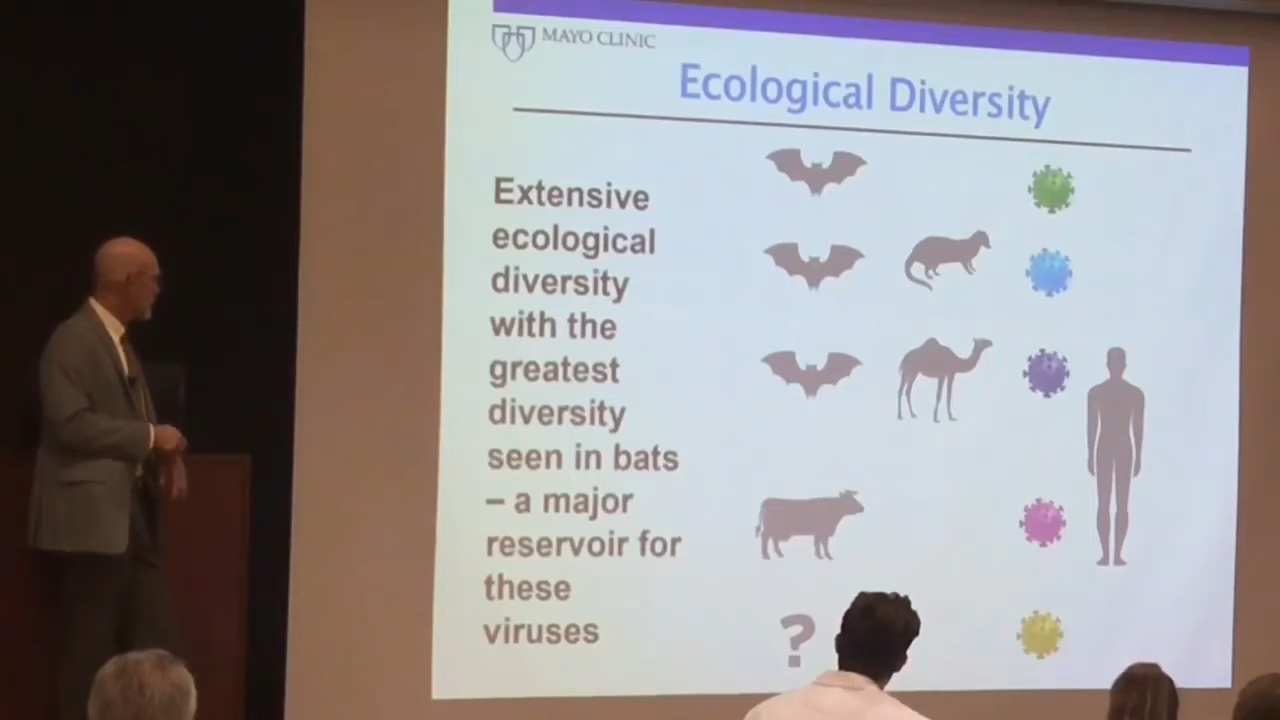 MAYO CLINIC
Ecological Diversity
Extensive
ecological
diversity
with the
greatest
diversity
seen in bats
– a major
reservoir for
these
viruses
?